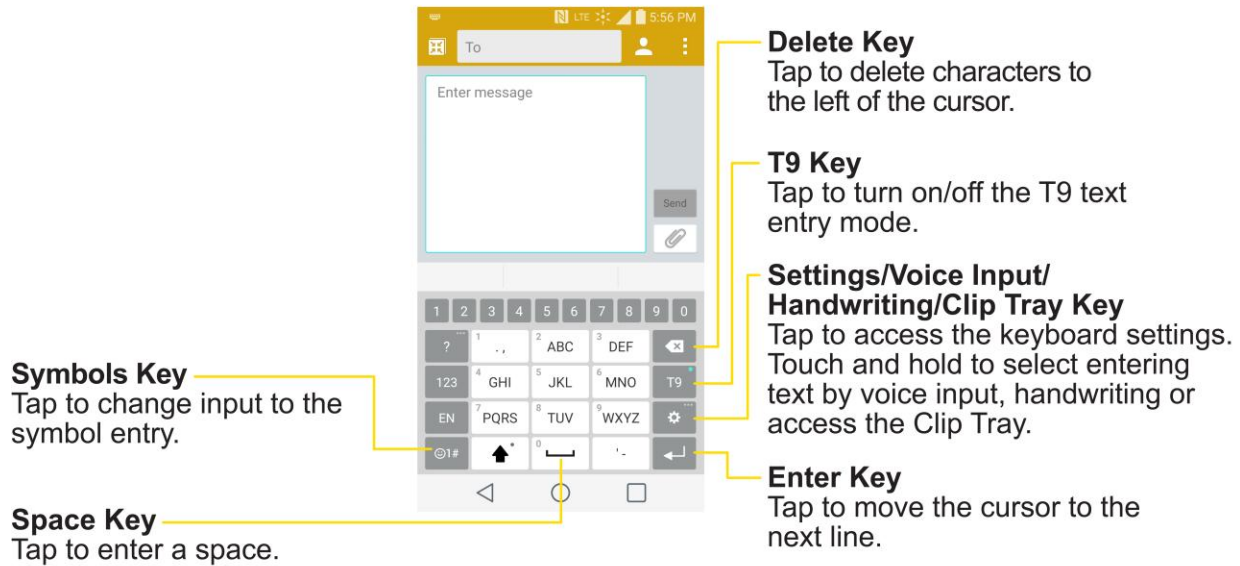 LTE 5:56 PM
To
Enter message
Send
1 2 3 4 5 6 7 8 9 0
? 1 ., 2 ABC 3 DEF
123 4 GHI 5 JKL 6 MNO T9
EN 7 PQRS 8 TUV 9 WXYZ
☺1# 0 '-
Symbols Key
Tap to change input to the
symbol entry.
Space Key
Tap to enter a space.
Delete Key
Tap to delete characters to
the left of the cursor.
T9 Key
Tap to turn on/off the T9 text
entry mode.
Settings/Voice Input/
Handwriting/Clip Tray Key
Tap to access the keyboard settings.
Touch and hold to select entering
text by voice input, handwriting or
access the Clip Tray.
Enter Key
Tap to move the cursor to the
next line.